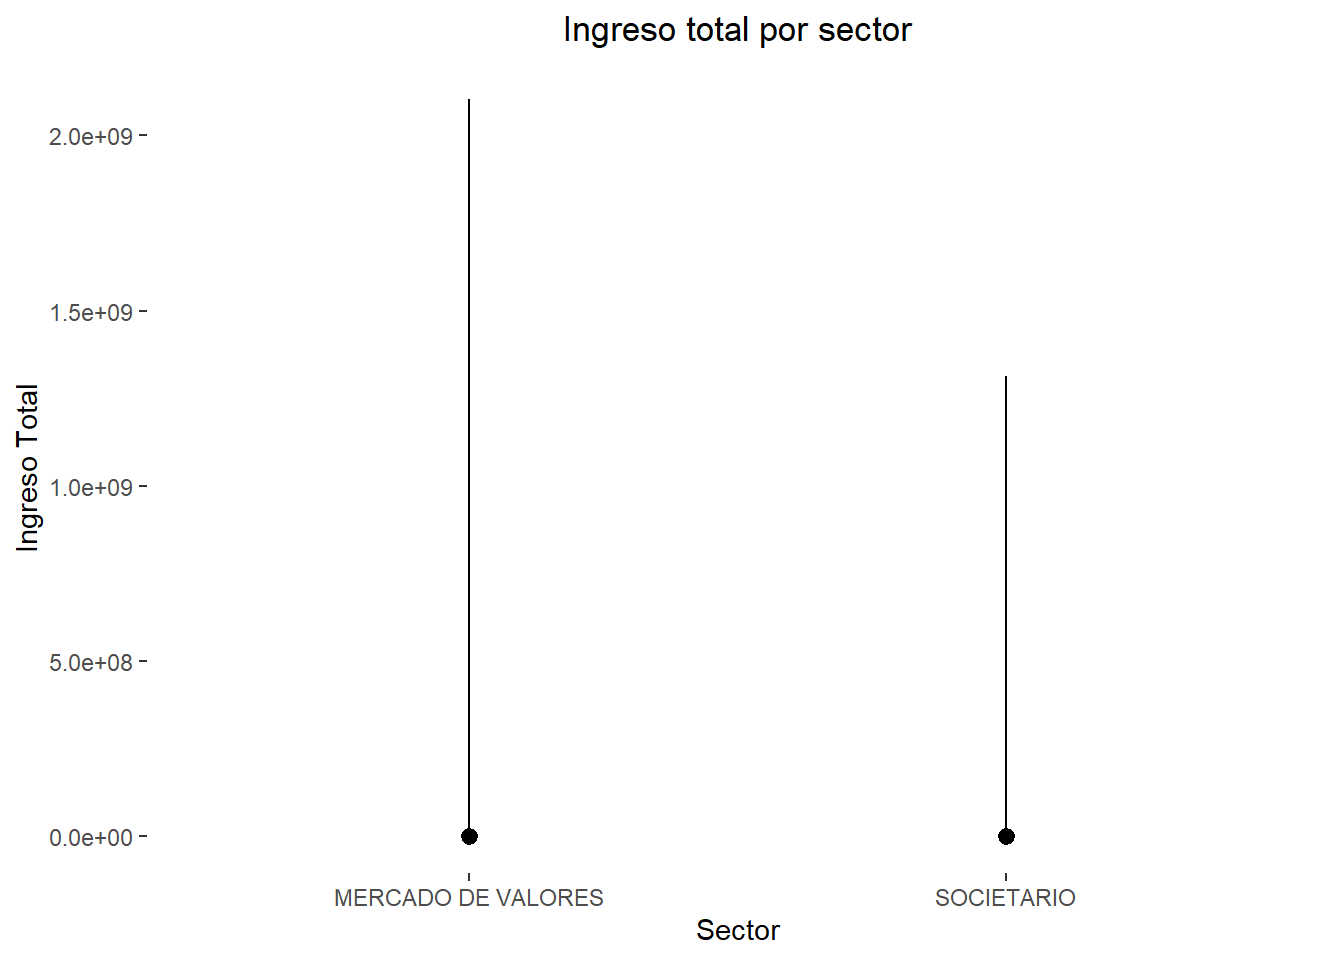 Ingreso total por sector
Ingreso Total
2.0e+09
1.5e+09
1.0e+09
5.0e+08
0.0e+00
MERCADO DE VALORES
SOCIETARIO
Sector